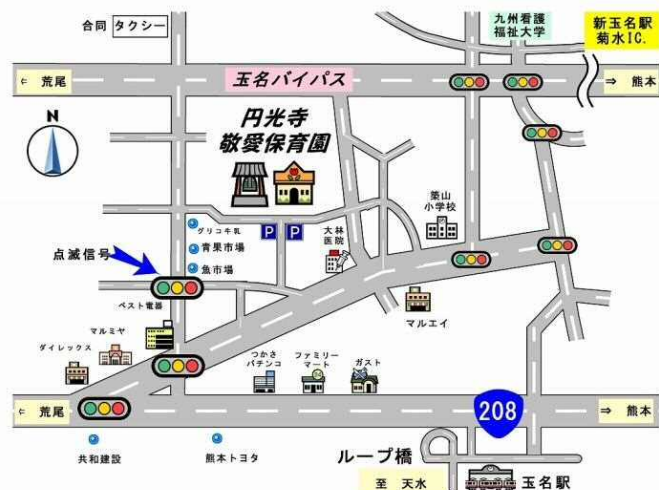 合同 タクシー
九州看護
福祉大学
新玉名駅
菊水IC.
⇐ 荒尾
玉名バイパス
⇒ 熊本
N
円光寺
敬愛保育園
築山
小学校
グリコ牛乳
P P
大林
医院
点滅信号
青果市場
魚市場
ベスト電器
マルエイ
マルミヤ
ダイレックス
つかさ
パチンコ
ファミリー
マート
ガスト
⇐ 荒尾
208
⇒ 熊本
共和建設
熊本トヨタ
ループ橋
至 天水
玉名駅